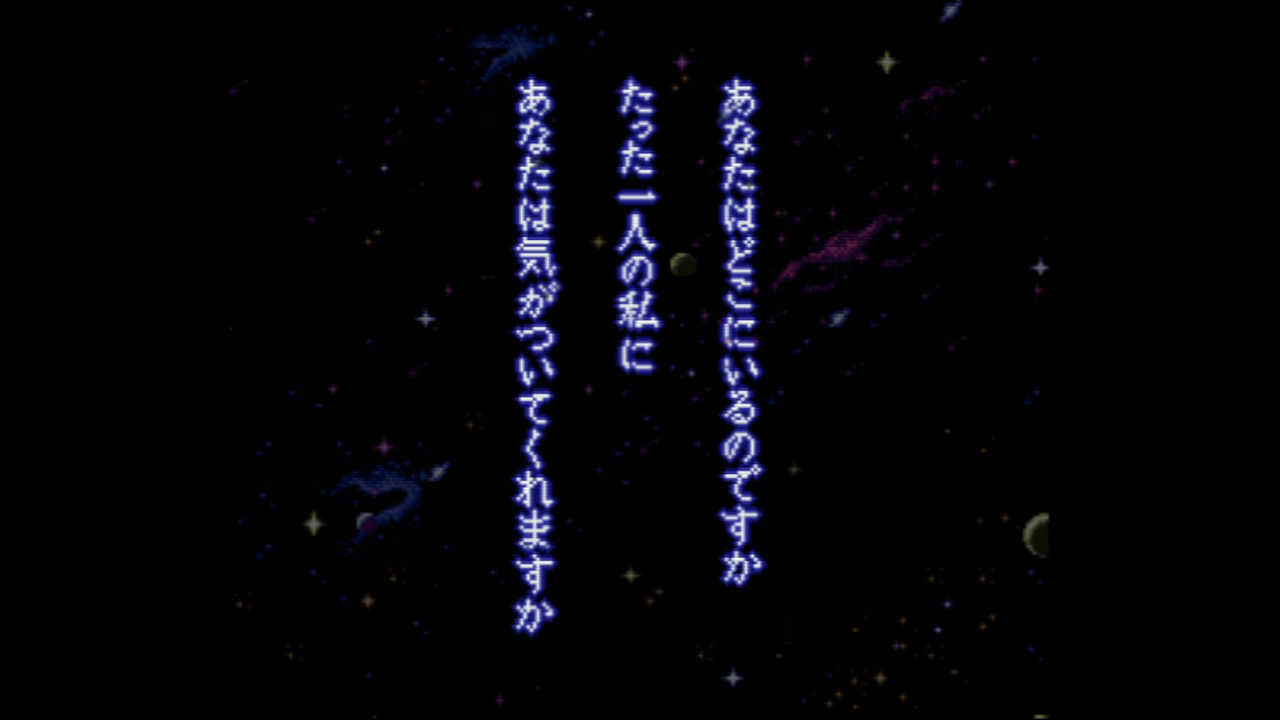 あなたはどこにいるのですか
たった一人の私に
あなたは気がついてくれますか